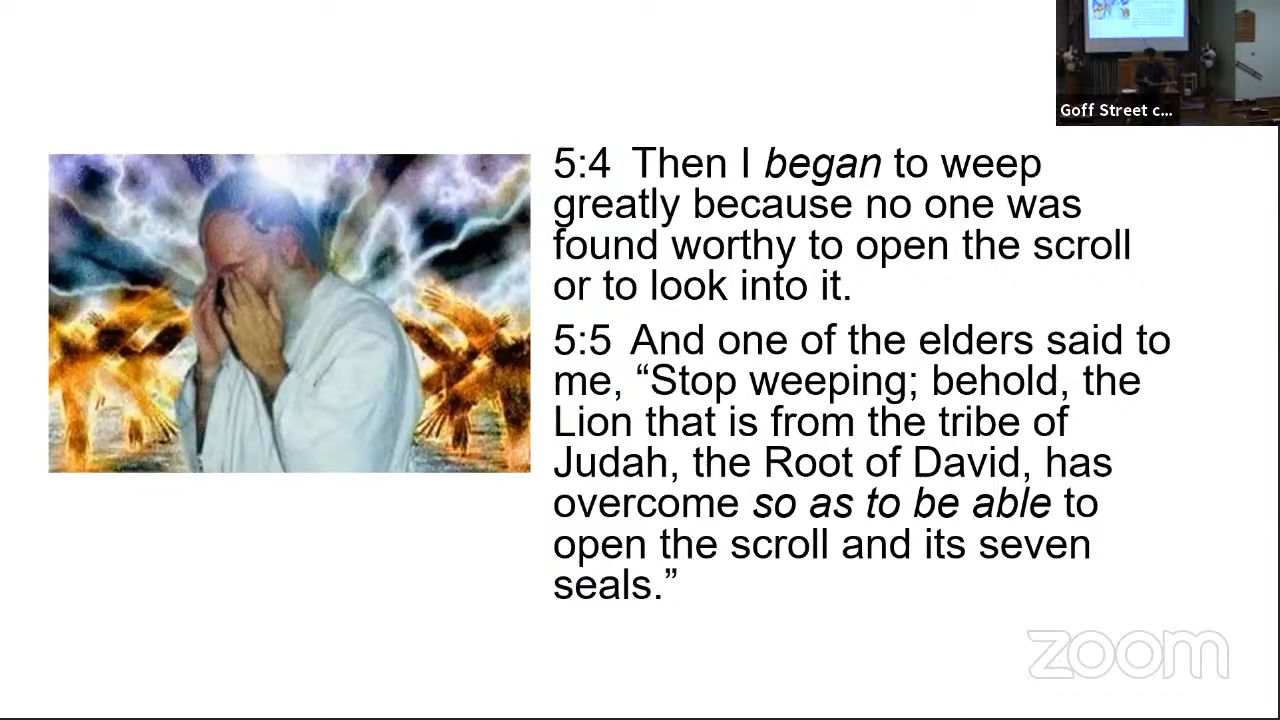 Goff Street c...
5:4 Then I began to weep
greatly because no one was
found worthy to open the scroll
or to look into it.
5:5 And one of the elders said to
me, “Stop weeping; behold, the
Lion that is from the tribe of
Judah, the Root of David, has
overcome so as to be able to
open the scroll and its seven
seals.”
zoom